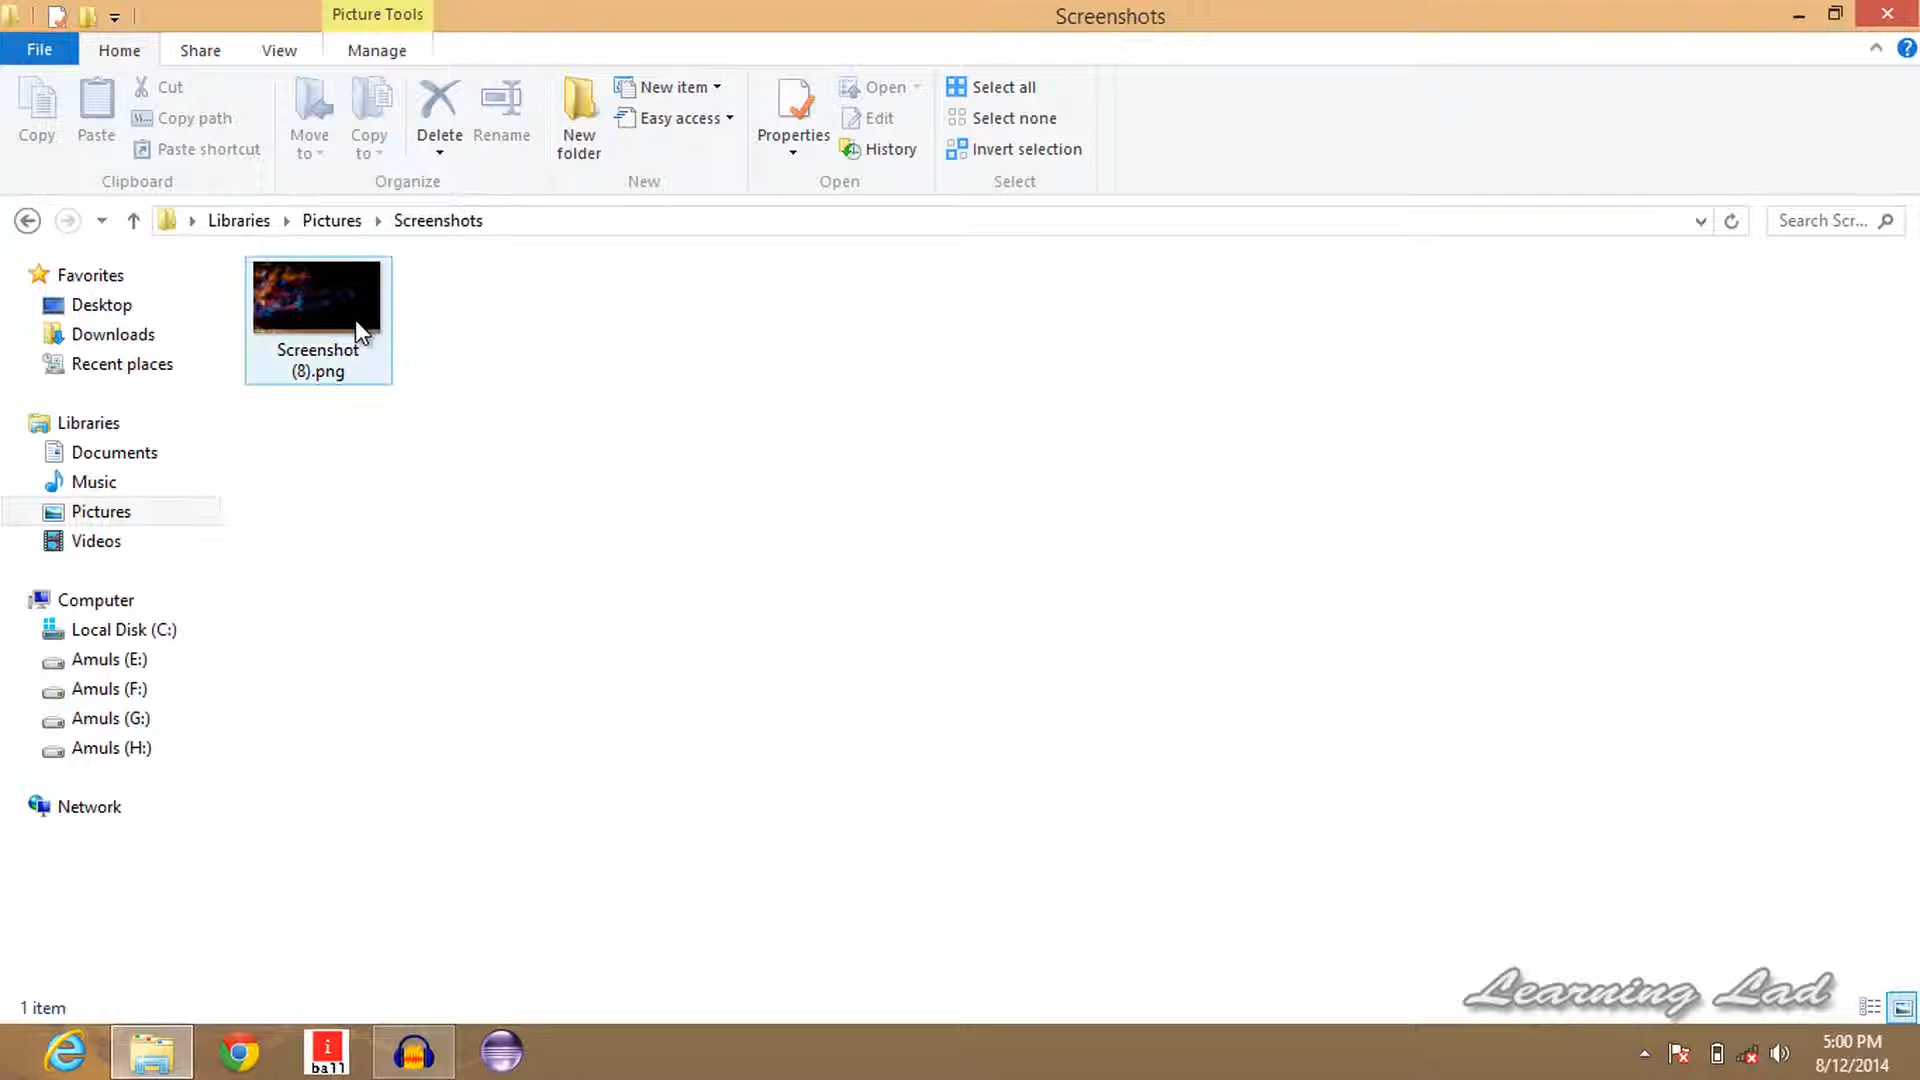 Picture Tools
Screenshots
File
Home
Share
View
Manage
Copy
Paste
Cut
Copy path
Paste shortcut
Clipboard
Move to
Copy to
Delete
Rename
Organize
New folder
New item
Easy access
New
Properties
Open
Edit
History
Open
Select all
Select none
Invert selection
Select
Libraries
Pictures
Screenshots
Search Scr...
Favorites
Desktop
Downloads
Recent places
Libraries
Documents
Music
Pictures
Videos
Computer
Local Disk (C:)
Amuls (E:)
Amuls (F:)
Amuls (G:)
Amuls (H:)
Network
Screenshot
(8).png
1 item
Learning Lad
i
ball
5:00 PM
8/12/2014